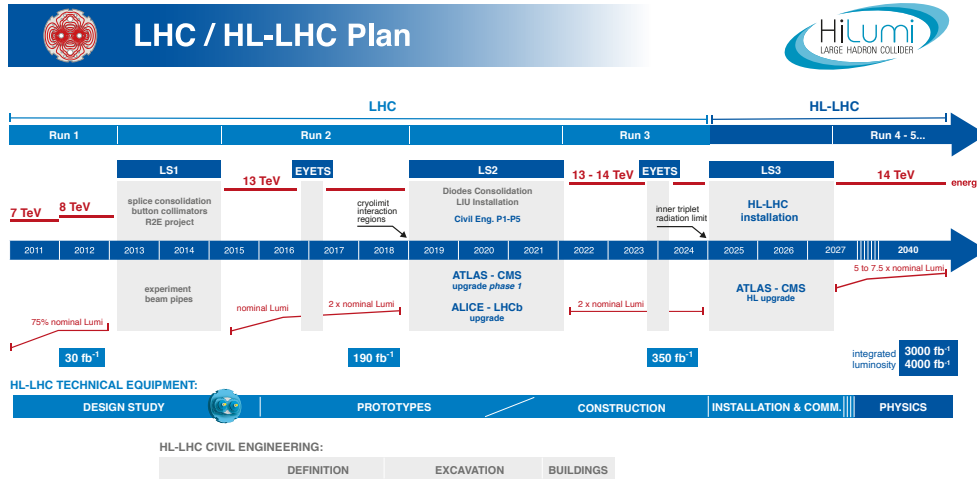 LHC / HL-LHC Plan
HiLumi
LARGE HADRON COLLIDER
LHC
HL-LHC
Run 1
Run 2
Run 3
Run 4 - 5...
LS1
EYETS
LS2
EYETS
LS3
13 TeV
13 - 14 TeV
14 TeV
energ
7 TeV
8 TeV
splice consolidation
button collimators
R2E project
cryolimit
interaction
regions
Diodes Consolidation
LIU Installation
Civil Eng. P1-P5
inner triplet
radiation limit
HL-LHC
installation
2011
2012
2013
2014
2015
2016
2017
2018
2019
2020
2021
2022
2023
2024
2025
2026
2027
2040
5 to 7.5 x nominal Lumi
experiment
beam pipes
ATLAS - CMS
upgrade phase 1
ALICE - LHCb
upgrade
ATLAS - CMS
HL upgrade
75% nominal Lumi
nominal Lumi
2 x nominal Lumi
2 x nominal Lumi
30 fb-1
190 fb-1
350 fb-1
integrated
luminosity
3000 fb-1
4000 fb-1
HL-LHC TECHNICAL EQUIPMENT:
DESIGN STUDY
PROTOTYPES
CONSTRUCTION
INSTALLATION & COMM.
PHYSICS
HL-LHC CIVIL ENGINEERING:
DEFINITION
EXCAVATION
BUILDINGS